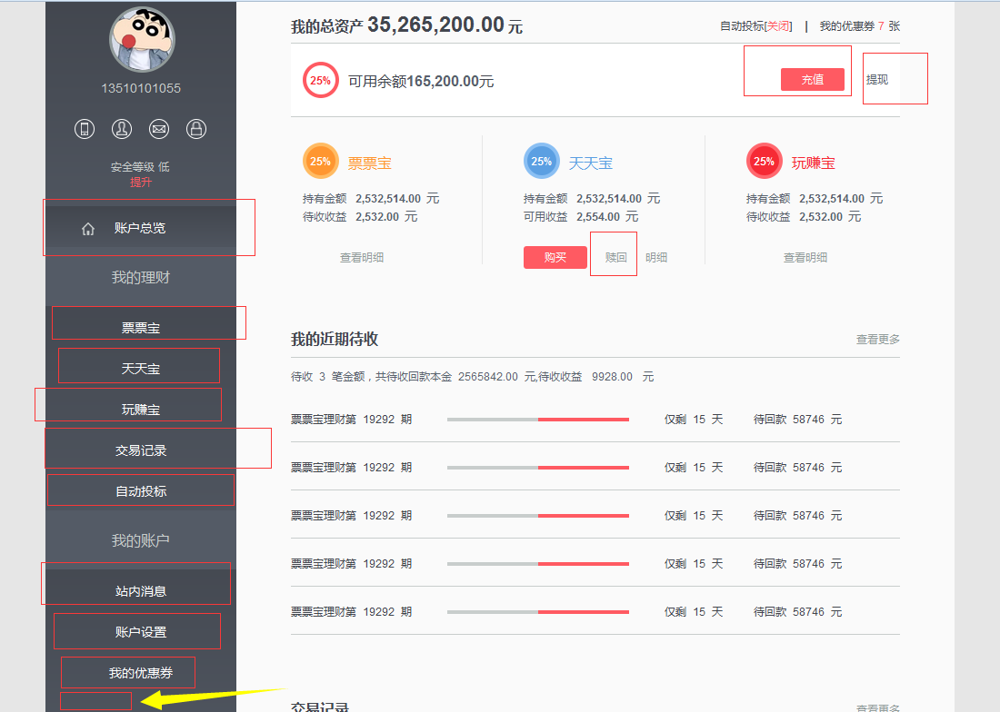 13510101055
安全等级 低
提升
账户总览
我的理财
票票宝
天天宝
玩赚宝
交易记录
自动投标
我的账户
站内消息
账户设置
我的优惠券
我的总资产 35,265,200.00 元
自动投标[关闭] | 我的优惠券 7 张
25% 可用余额165,200.00元
充值 提现
25% 票票宝
持有金额 2,532,514.00 元
待收收益 2,532.00 元
查看明细
25% 天天宝
持有金额 2,532,514.00 元
可用收益 2,554.00 元
购买 赎回 明细
25% 玩赚宝
持有金额 2,532,514.00 元
待收收益 2,532.00 元
查看明细
我的近期待收 查看更多
待收 3 笔金额，共待收回款本金 2565842.00 元,待收收益 9928.00 元
票票宝理财第 19292 期 仅剩 15 天 待回款 58746 元
票票宝理财第 19292 期 仅剩 15 天 待回款 58746 元
票票宝理财第 19292 期 仅剩 15 天 待回款 58746 元
票票宝理财第 19292 期 仅剩 15 天 待回款 58746 元
票票宝理财第 19292 期 仅剩 15 天 待回款 58746 元
交易记录 查看更多